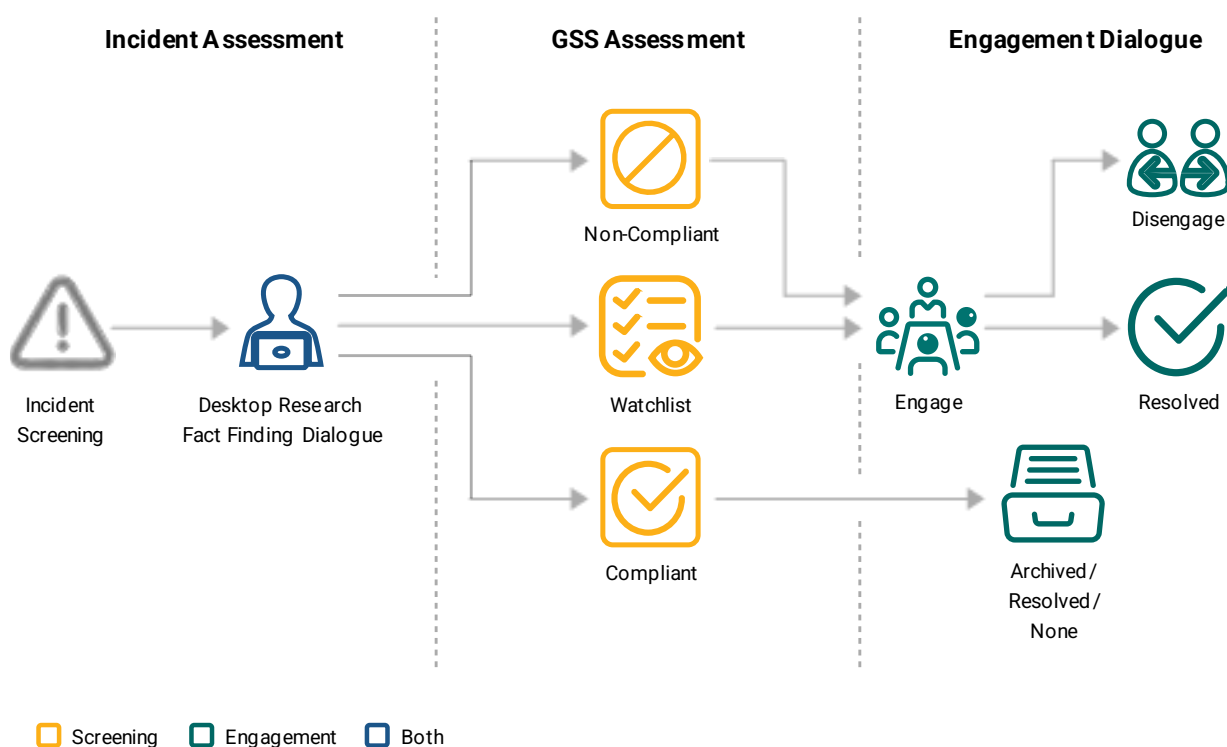 Incident Assessment
GSS Assessment
Engagement Dialogue
Non-Compliant
Disengage
Incident
Screening
Desktop Research
Fact Finding Dialogue
Watchlist
Engage
Resolved
Compliant
Archived/
Resolved/
None
Screening
Engagement
Both